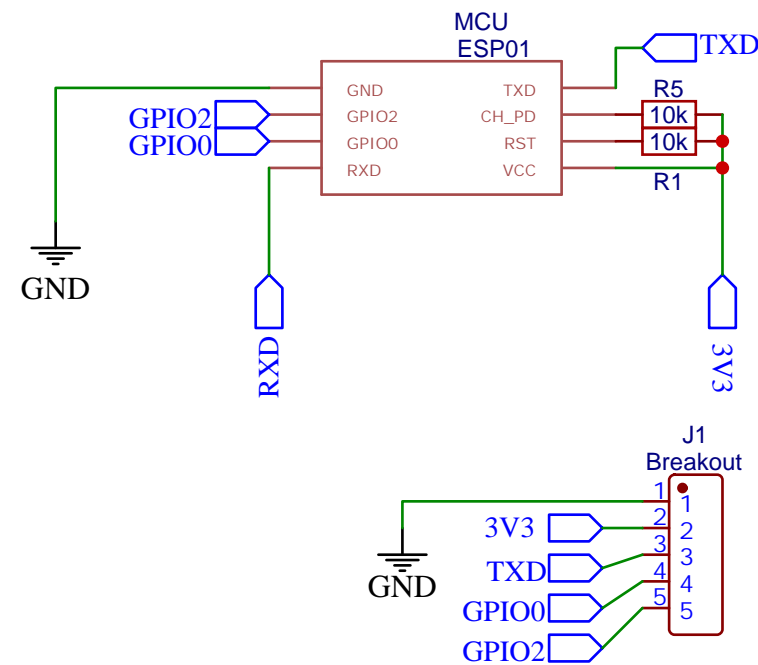 MCU
ESP01
TXD
GND TXD R5
GPIO2 GPIO2 CH_PD 10k
GPIO0 GPIO0 RST 10k
RXD VCC R1
GND
RXD
3V3
J1
Breakout
1 1
3V3 2 2
TXD 3 3
GND
GPIO0 4 4
GPIO2 5 5